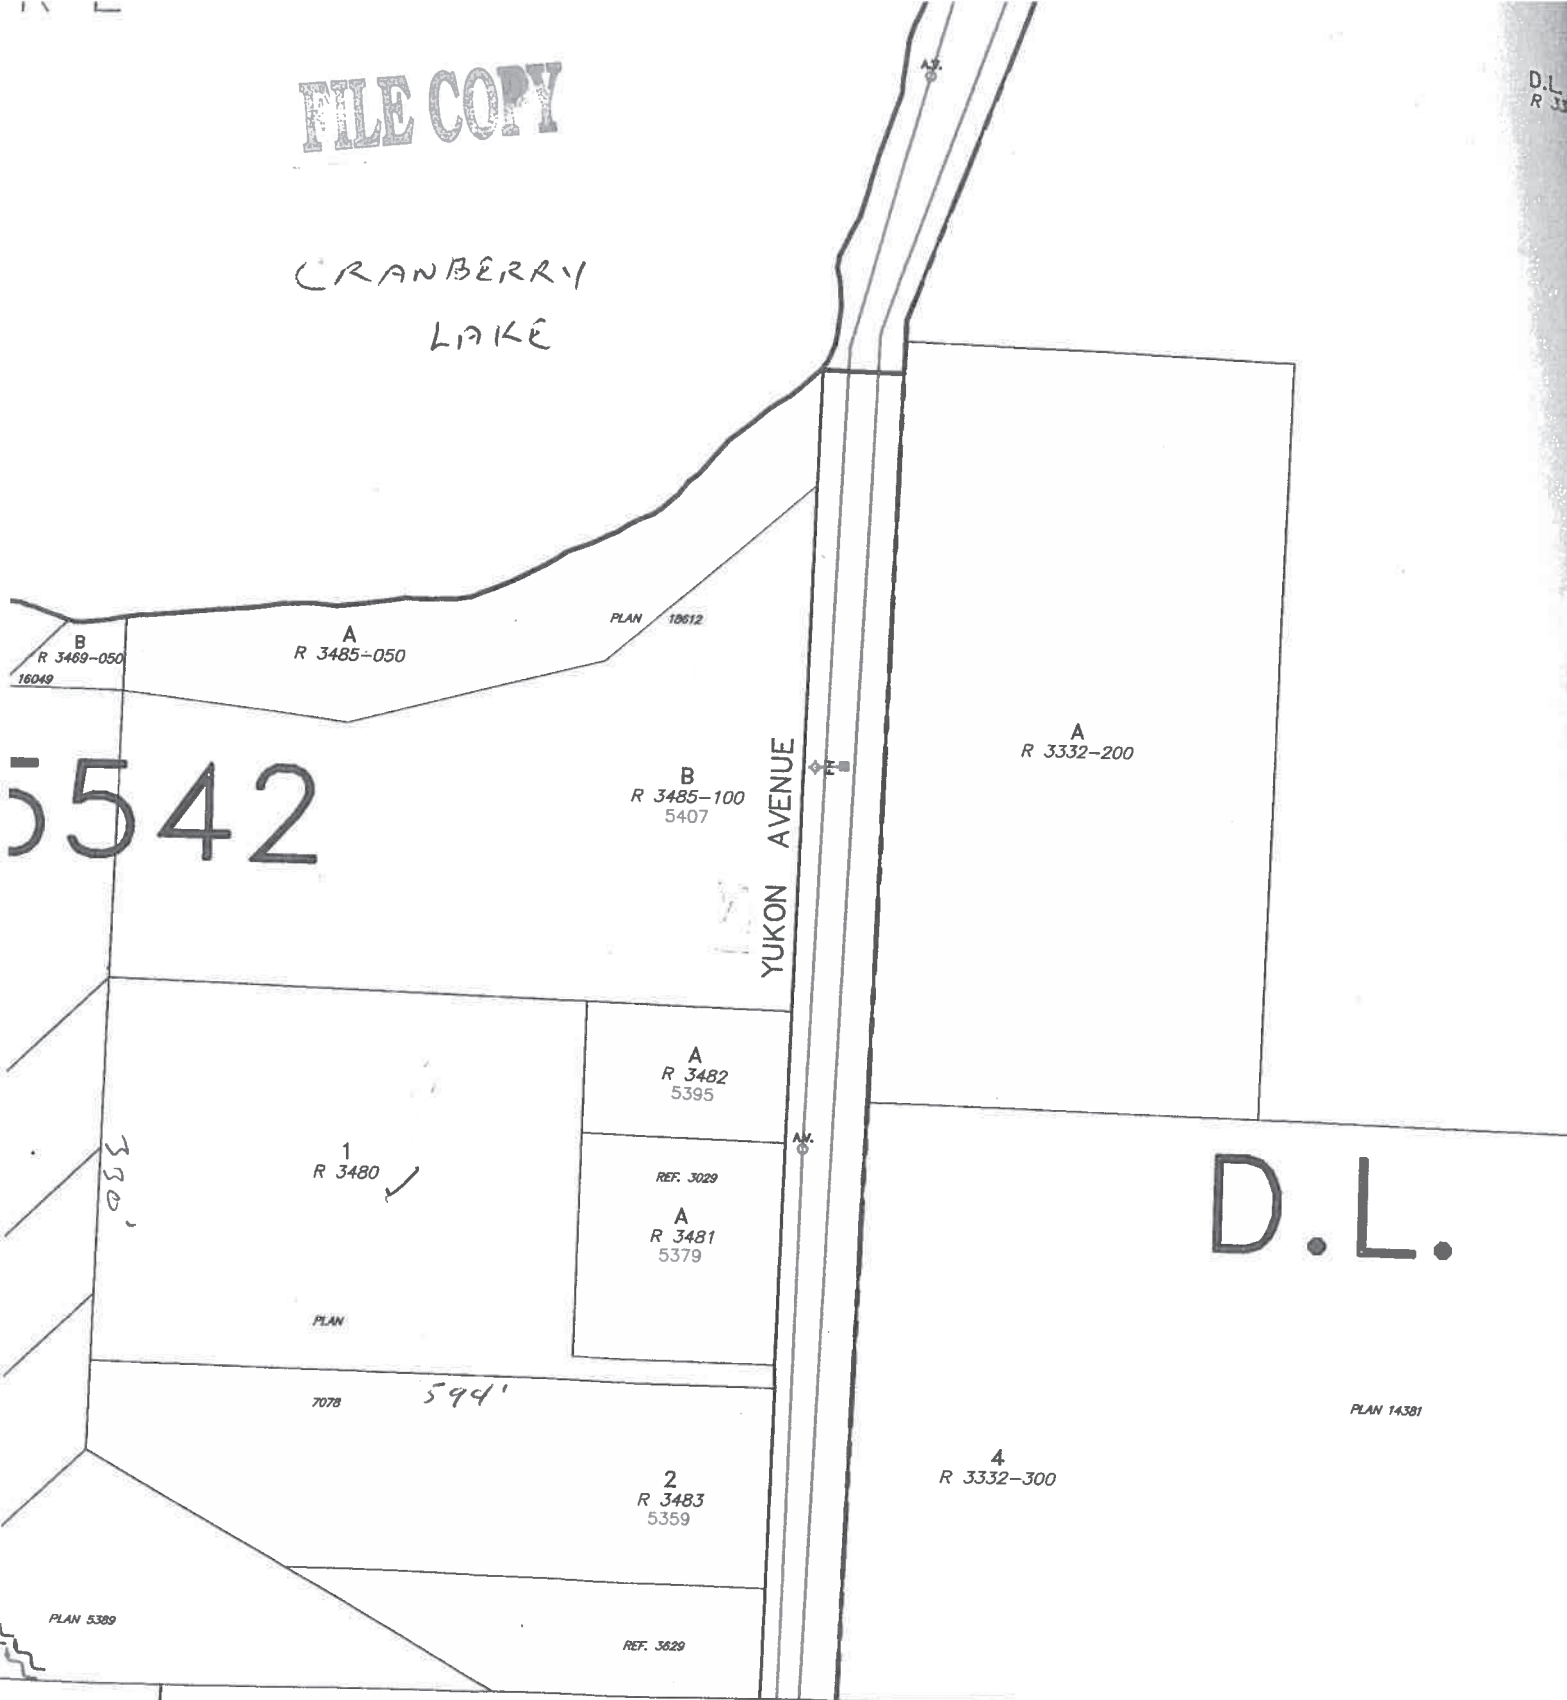 FILE COPY
A.V.
D.L
R 33
CRANBERRY
LAKE
B
R 3469-050
16049
A
R 3485-050
PLAN 18612
5542
B
R 3485-100
5407
YUKON AVENUE
FH
A
R 3332-200
A
R 3482
5395
A.V.
1
R 3480
330'
REF. 3029
A
R 3481
5379
D.L.
PLAN
7078
594'
PLAN 14381
4
R 3332-300
2
R 3483
5359
PLAN 5389
REF. 3629